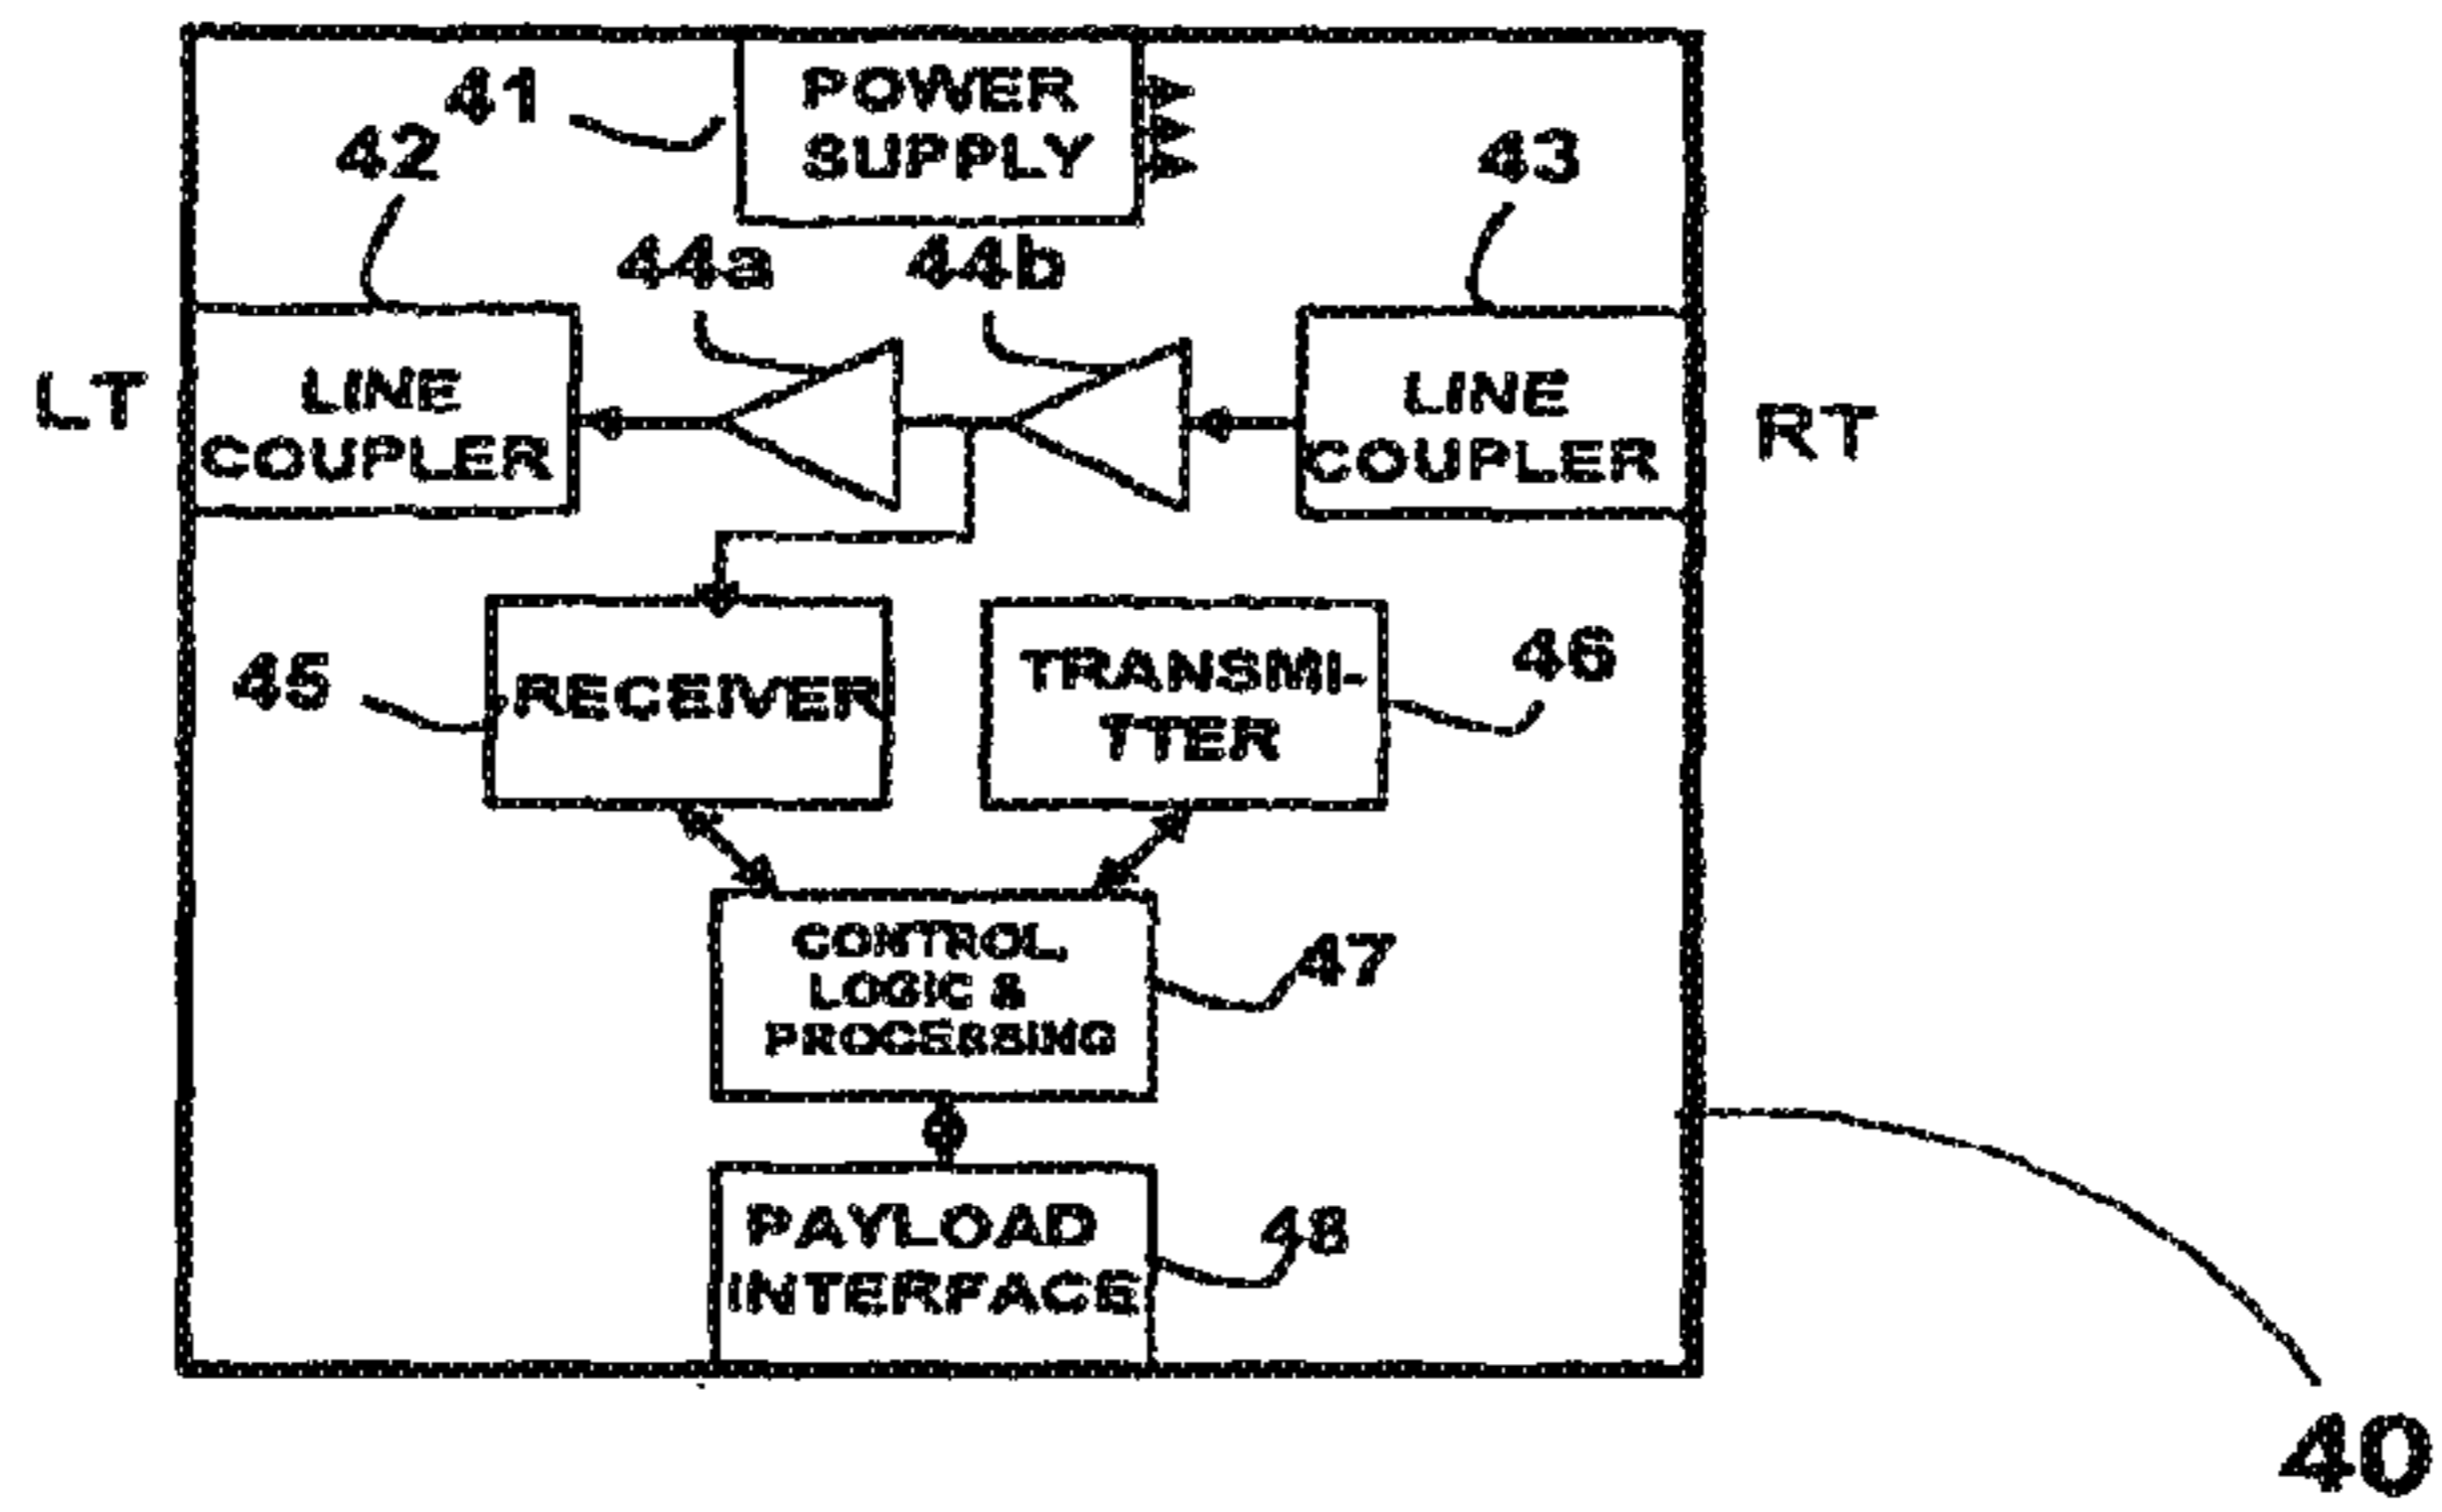 41
POWER
SUPPLY
42
43
44a
44b
LT
LINE
COUPLER
LINE
COUPLER
RT
45
RECEIVER
TRANSMI-
TTER
46
CONTROL,
LOGIC &
PROCESSING
47
PAYLOAD
INTERFACE
48
40